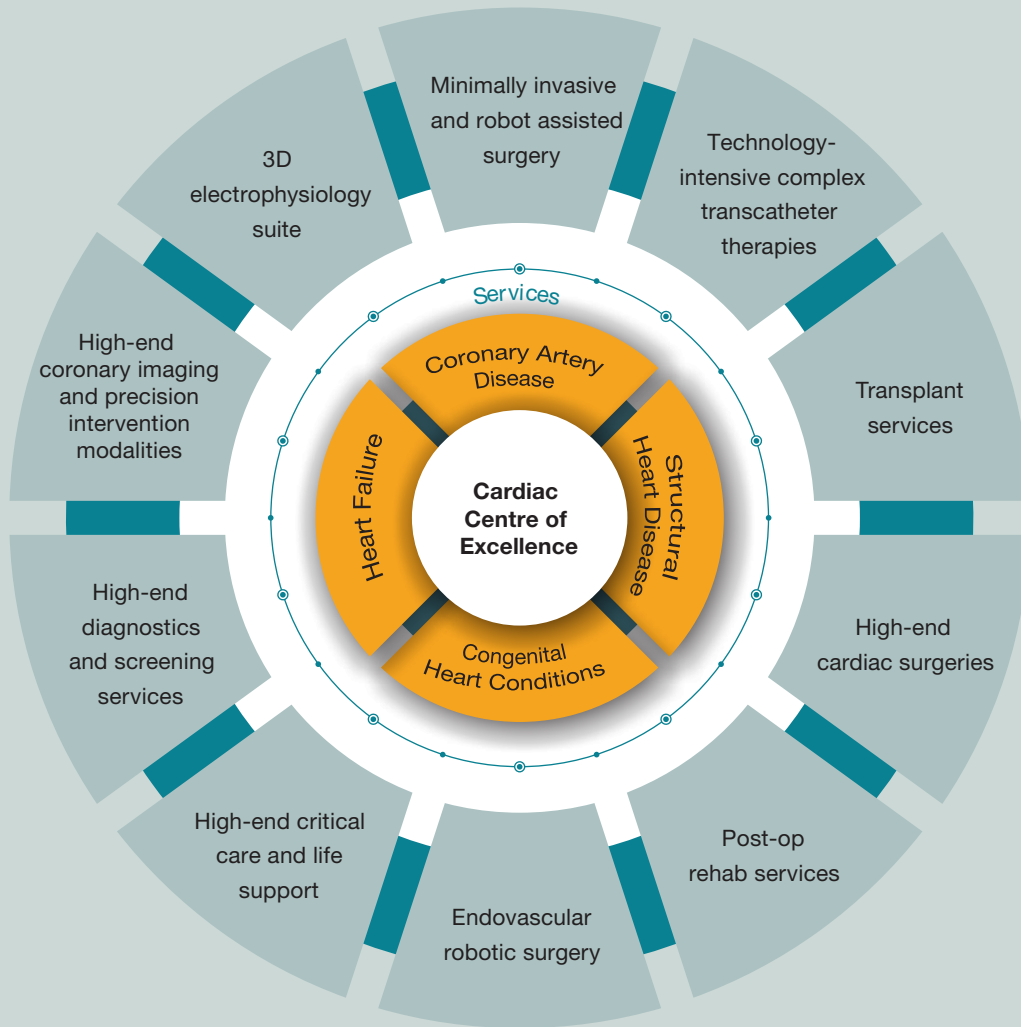 Minimally invasive
and robot assisted
surgery
Technology-
intensive complex
transcatheter
therapies
Transplant
services
High-end
cardiac surgeries
Post-op
rehab services
Endovascular
robotic surgery
High-end critical
care and life
support
High-end
diagnostics
and screening
services
High-end
coronary imaging
and precision
intervention
modalities
3D
electrophysiology
suite
Services
Coronary Artery
Disease
Structural
Heart Disease
Congenital
Heart Conditions
Heart Failure
Cardiac
Centre of
Excellence